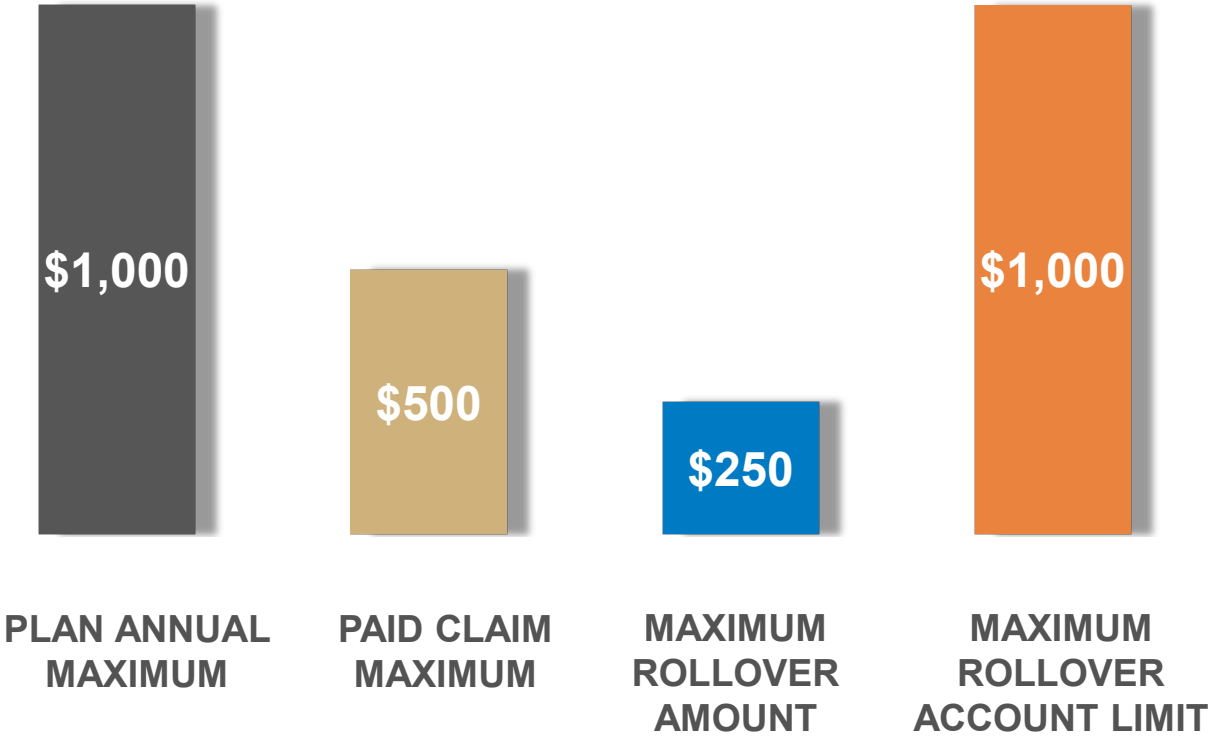 $1,000
$500
$250
$1,000
PLAN ANNUAL
MAXIMUM
PAID CLAIM
MAXIMUM
MAXIMUM
ROLLOVER
AMOUNT
MAXIMUM
ROLLOVER
ACCOUNT LIMIT